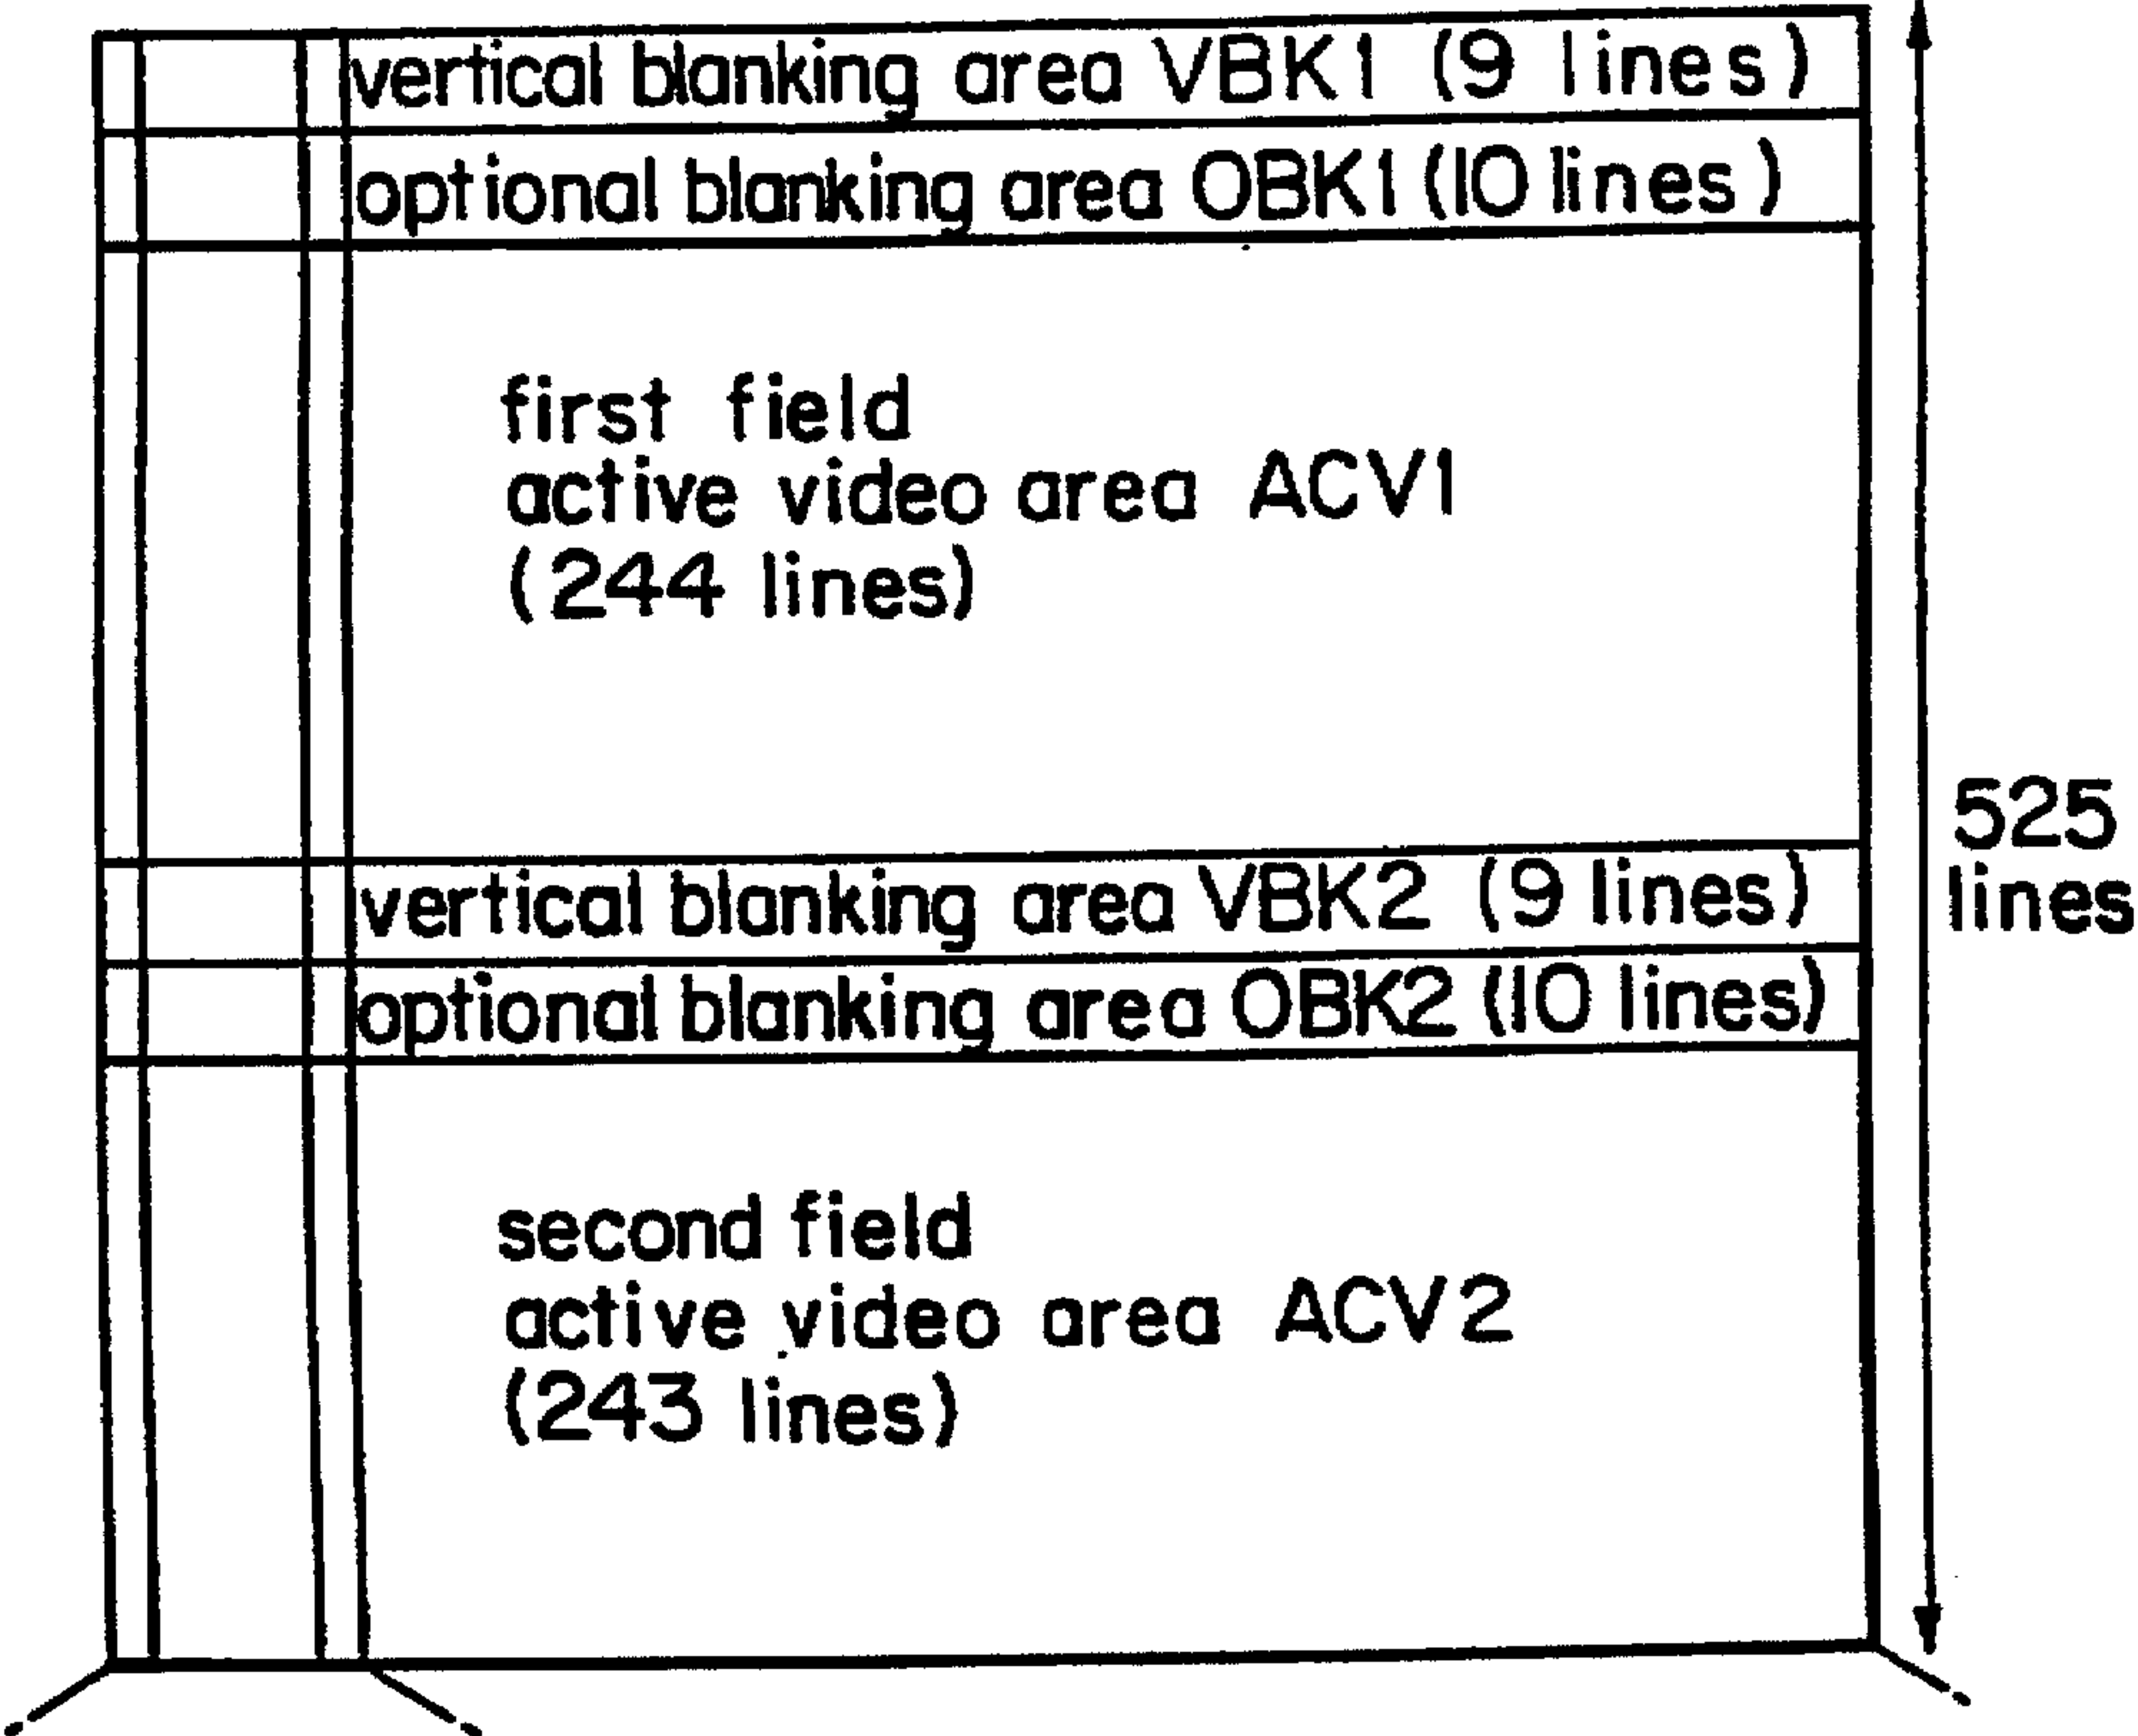 vertical blanking area VBK1 (9 lines)
optional blanking area OBK1 (10 lines)
first field
active video area ACV1
(244 lines)
525
lines
vertical blanking area VBK2 (9 lines)
optional blanking area OBK2 (10 lines)
second field
active video area ACV2
(243 lines)